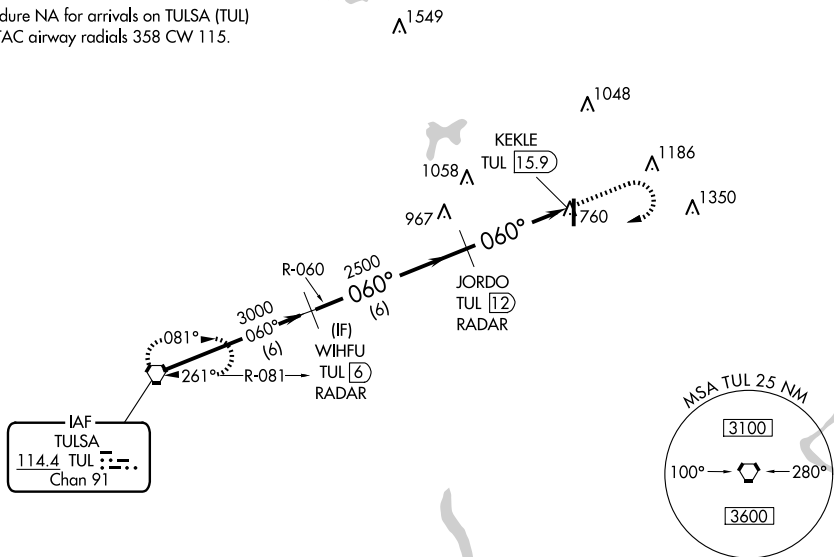 dure NA for arrivals on TULSA (TUL)
TAC airway radials 358 CW 115.
1549
1048
KEKLE
TUL 15.9
1058
1186
967
760
1350
060°
R-060
2500
060°
(6)
JORDO
TUL 12
RADAR
3000
060°
(6)
(IF)
WIHFU
TUL 6
RADAR
081°
261°
R-081
IAF
TULSA
114.4 TUL
Chan 91
MSA TUL 25 NM
3100
100°
280°
3600